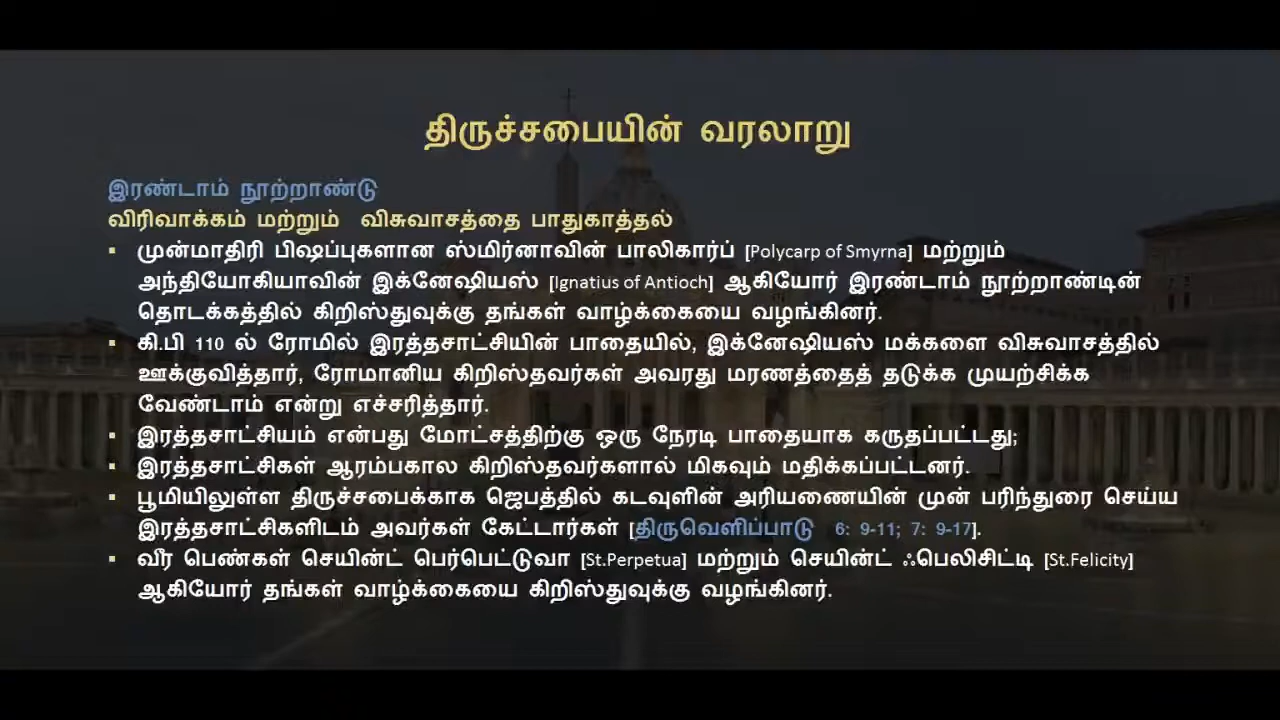 திருச்சபையின் வரலாறு
இரண்டாம் நூற்றாண்டு
விரிவாக்கம் மற்றும் விசுவாசத்தை பாதுகாத்தல்
▪ முன்மாதிரி பிஷப்புகளான ஸ்மிர்னாவின் பாலிகார்ப் [Polycarp of Smyrna] மற்றும்
அந்தியோகியாவின் இக்னேஷியஸ் [Ignatius of Antioch] ஆகியோர் இரண்டாம் நூற்றாண்டின்
தொடக்கத்தில் கிறிஸ்துவுக்கு தங்கள் வாழ்க்கையை வழங்கினர்.
▪ கி.பி 110 ல் ரோமில் இரத்தசாட்சியின் பாதையில், இக்னேஷியஸ் மக்களை விசுவாசத்தில்
ஊக்குவித்தார், ரோமானிய கிறிஸ்தவர்கள் அவரது மரணத்தைத் தடுக்க முயற்சிக்க
வேண்டாம் என்று எச்சரித்தார்.
▪ இரத்தசாட்சியம் என்பது மோட்சத்திற்கு ஒரு நேரடி பாதையாக கருதப்பட்டது;
▪ இரத்தசாட்சிகள் ஆரம்பகால கிறிஸ்தவர்களால் மிகவும் மதிக்கப்பட்டனர்.
▪ பூமியிலுள்ள திருச்சபைக்காக ஜெபத்தில் கடவுளின் அரியணையின் முன் பரிந்துரை செய்ய
இரத்தசாட்சிகளிடம் அவர்கள் கேட்டார்கள் [திருவெளிப்பாடு 6: 9-11; 7: 9-17].
▪ வீர பெண்கள் செயின்ட் பெர்பெட்டுவா [St.Perpetua] மற்றும் செயின்ட் ஃபெலிசிட்டி [St.Felicity]
ஆகியோர் தங்கள் வாழ்க்கையை கிறிஸ்துவுக்கு வழங்கினர்.